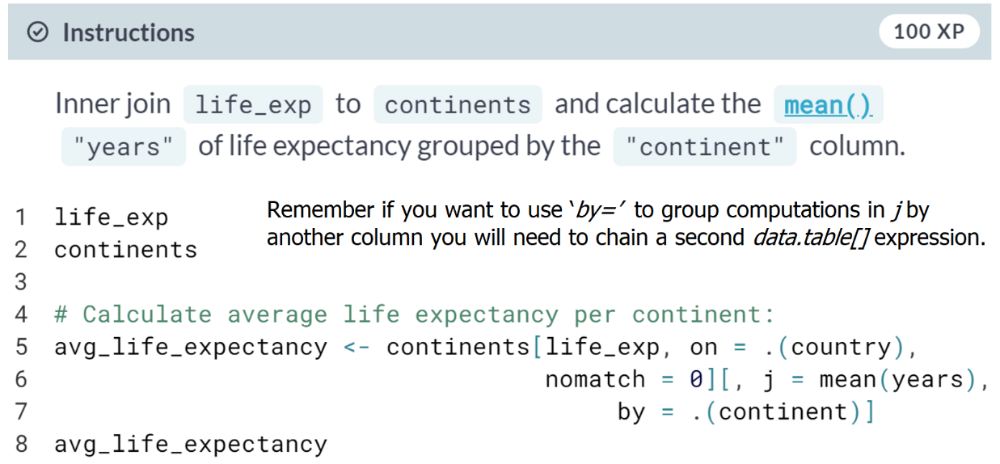 Instructions
100 XP
Inner join life_exp to continents and calculate the mean()
"years" of life expectancy grouped by the "continent" column.
Remember if you want to use ‘by=’ to group computations in j by
another column you will need to chain a second data.table[] expression.
1 life_exp
2 continents
3
4 # Calculate average life expectancy per continent:
5 avg_life_expectancy <- continents[life_exp, on = .(country),
6 nomatch = 0][, j = mean(years),
7 by = .(continent)]
8 avg_life_expectancy